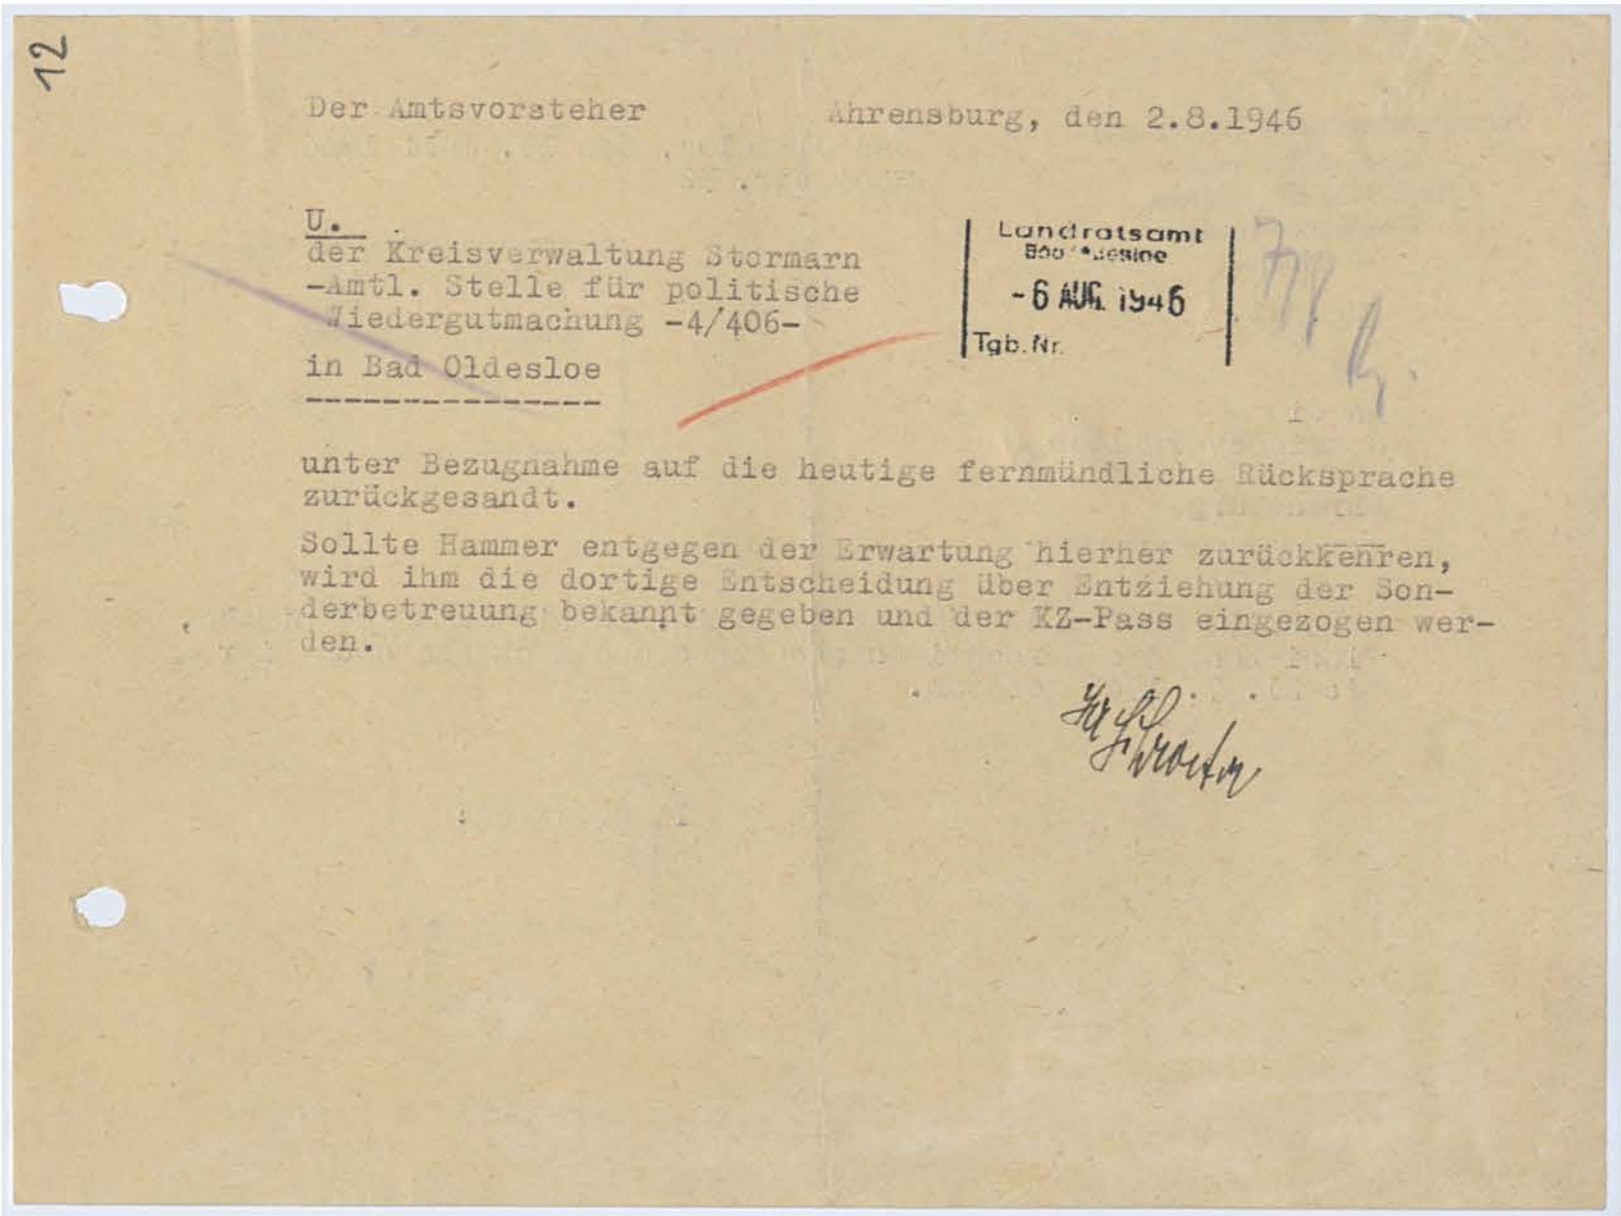 12
Der Amtsvorsteher
Ahrensburg, den 2.8.1946
U.
der Kreisverwaltung Stormarn
-Amtl. Stelle für politische
Wiedergutmachung -4/406-
in Bad Oldesloe
---------------
Landratsamt
Bad Oldesloe
-6 AUG. 1946
Tgb. Nr.
unter Bezugnahme auf die heutige fernmündliche Rücksprache
zurückgesandt.
Sollte Hammer entgegen der Erwartung hierher zurückkehren,
wird ihm die dortige Entscheidung über Entziehung der Son-
derbetreuung bekannt gegeben und der KZ-Pass eingezogen wer-
den.